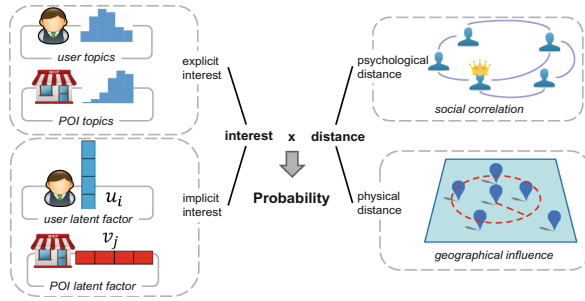 user topics
POI topics
explicit
interest
u_i
user latent factor
v_j
POI latent factor
implicit
interest
interest x distance
Probability
psychological
distance
social correlation
physical
distance
geographical influence